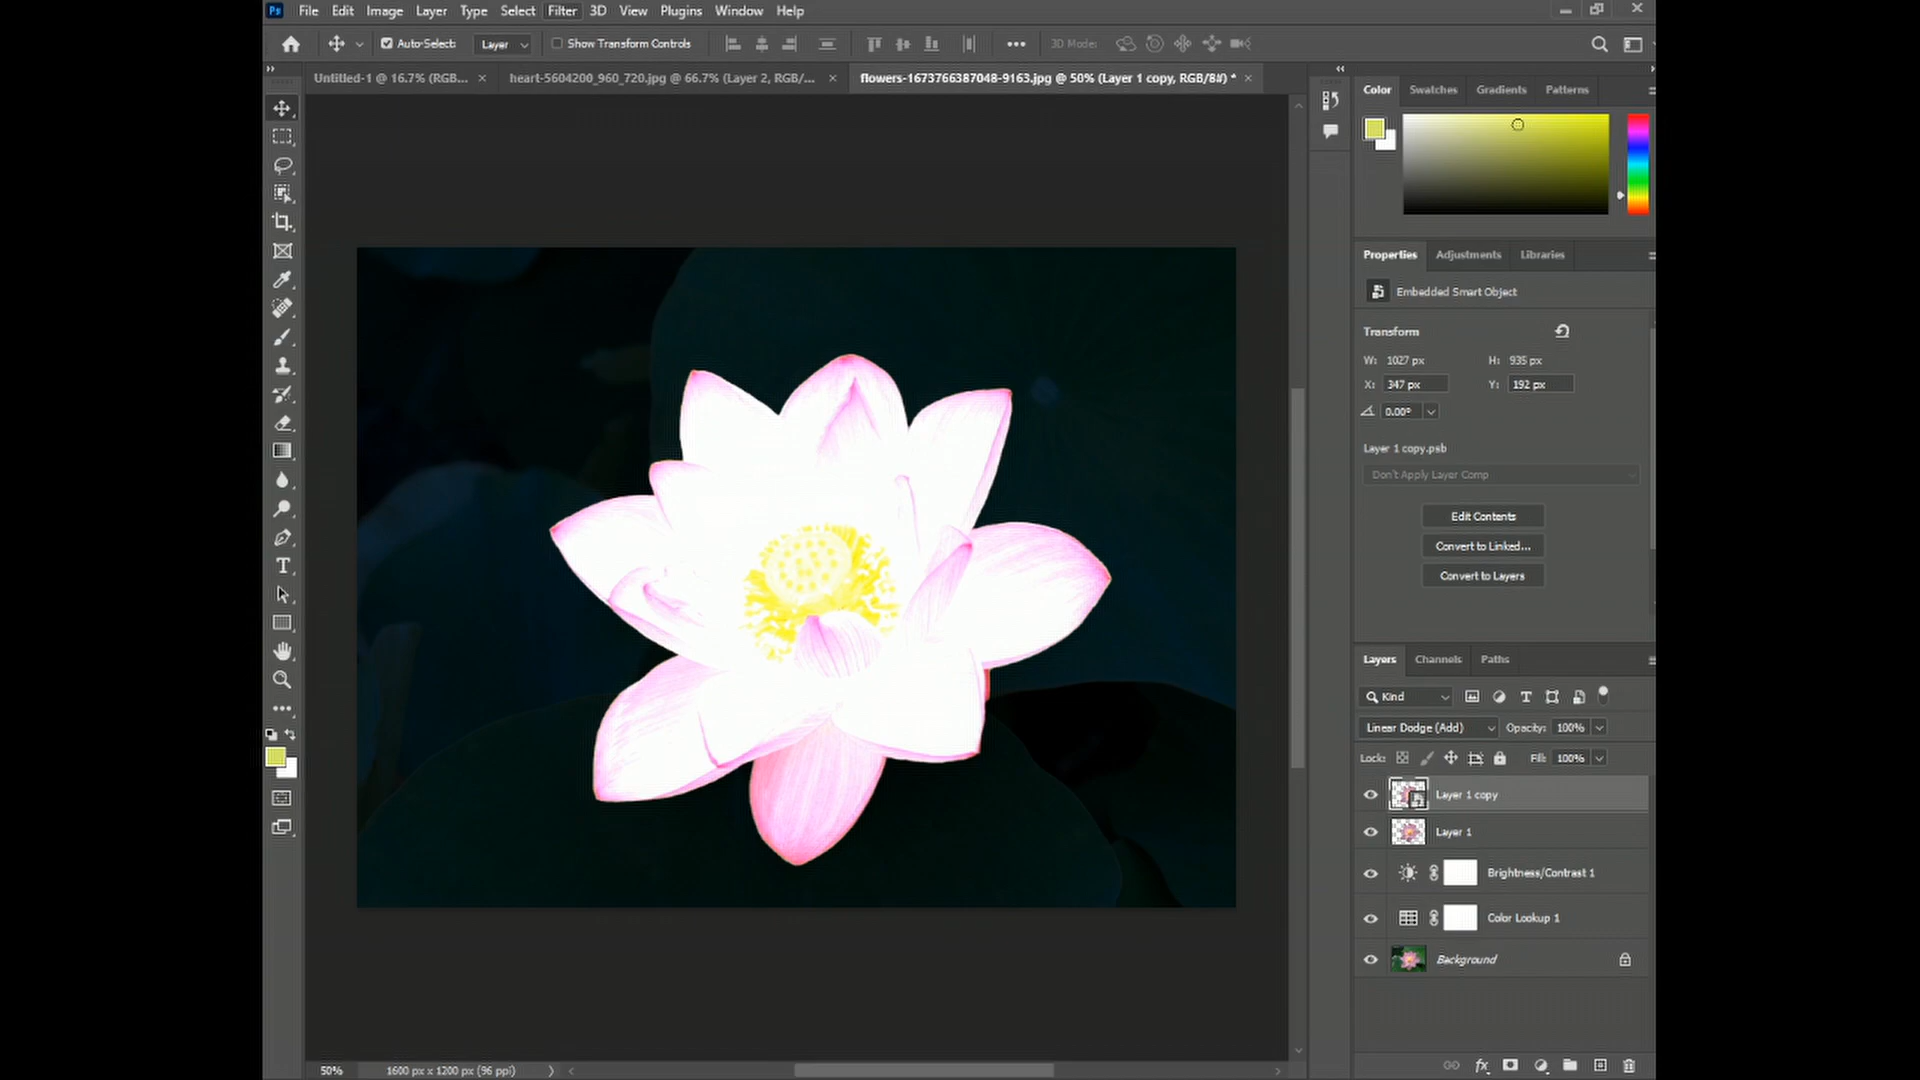 Ps File Edit Image Layer Type Select Filter 3D View Plugins Window Help
Auto-Select: Layer Show Transform Controls ••• 3D Mode:
Untitled-1 @ 16.7% (RGB... × heart-5604200_960_720.jpg @ 66.7% (Layer 2, RGB/... × flowers-1673766387048-9163.jpg @ 50% (Layer 1 copy, RGB/8#) * ×
Color Swatches Gradients Patterns
Properties Adjustments Libraries
Embedded Smart Object
Transform
W: 1027 px H: 935 px
X: 347 px Y: 192 px
0.00°
Layer 1 copy.psb
Don't Apply Layer Comp
Edit Contents
Convert to Linked...
Convert to Layers
Layers Channels Paths
Kind
Linear Dodge (Add) Opacity: 100%
Lock: Fill: 100%
Layer 1 copy
Layer 1
Brightness/Contrast 1
Color Lookup 1
Background
50% 1600 px x 1200 px (96 ppi)
fx